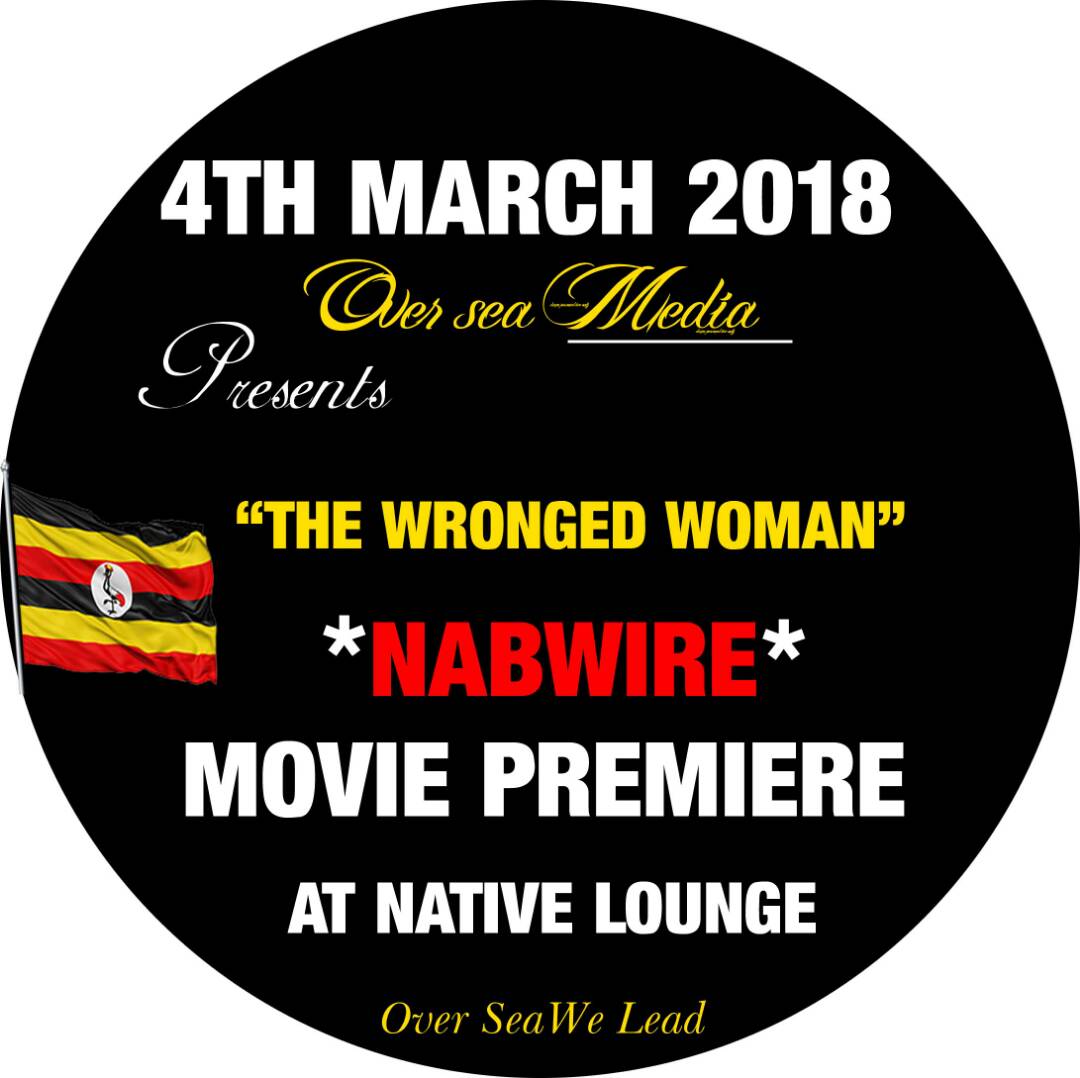 4TH MARCH 2018
Over sea Media
Presents
“THE WRONGED WOMAN”
*NABWIRE*
MOVIE PREMIERE
AT NATIVE LOUNGE
Over SeaWe Lead